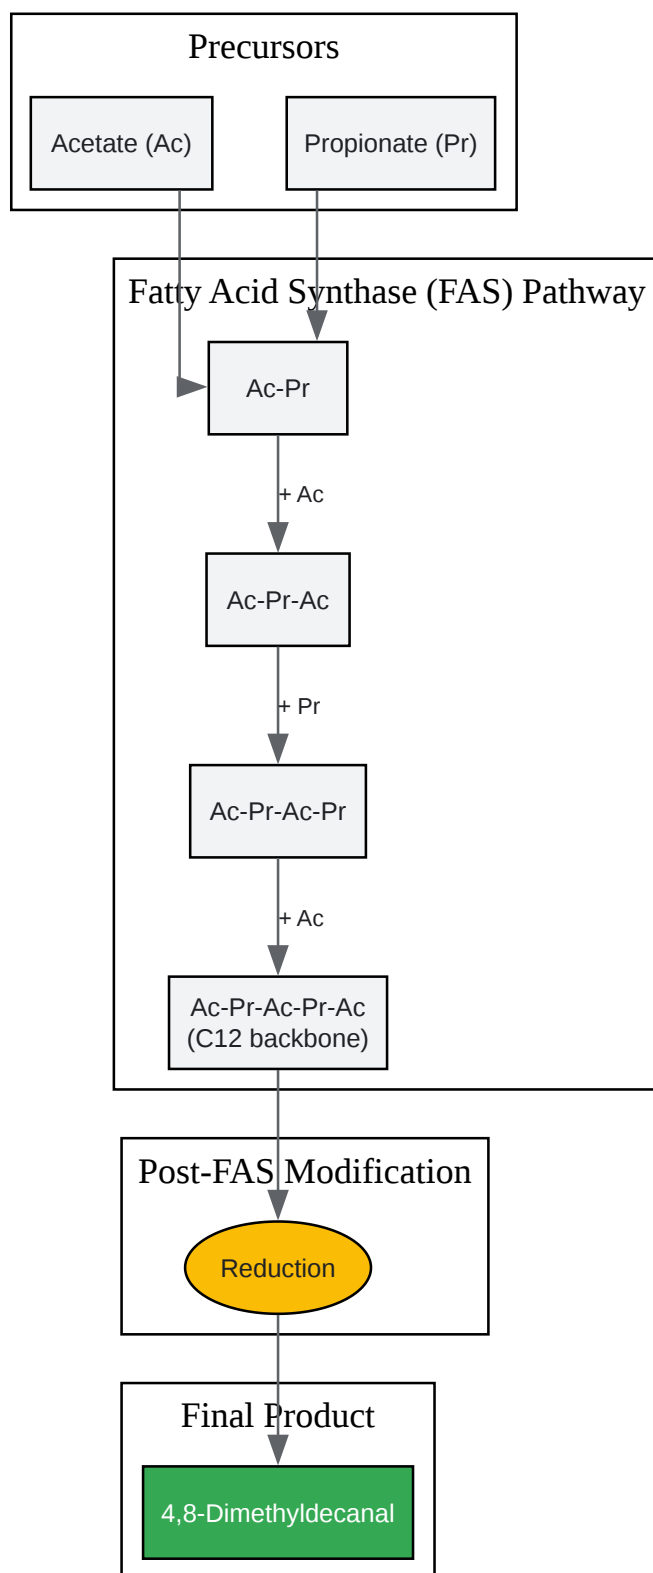 Precursors
Acetate (Ac)
Propionate (Pr)
Fatty Acid Synthase (FAS) Pathway
Ac-Pr
+ Ac
Ac-Pr-Ac
+ Pr
Ac-Pr-Ac-Pr
+ Ac
Ac-Pr-Ac-Pr-Ac
(C12 backbone)
Post-FAS Modification
Reduction
Final Product
4,8-Dimethyldecanal